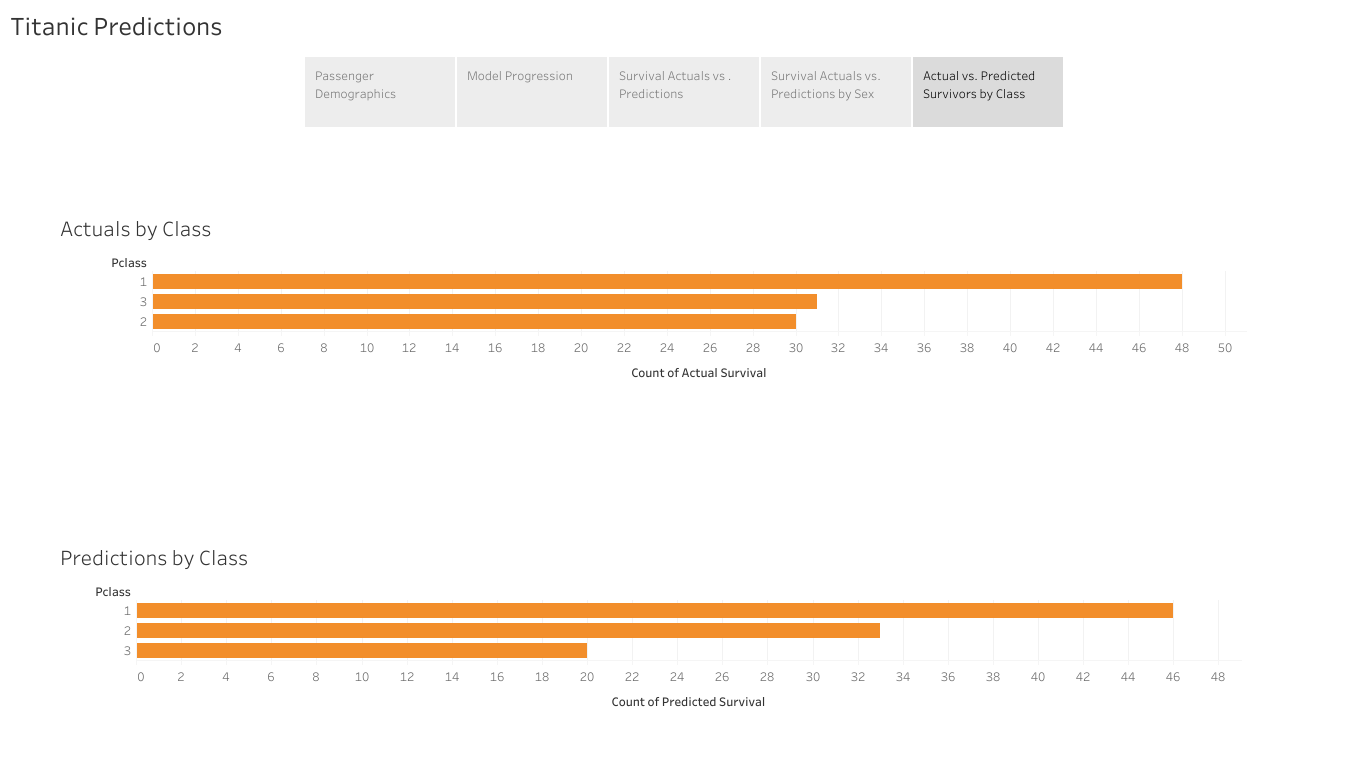 Titanic Predictions
Passenger
Demographics
Model Progression
Survival Actuals vs .
Predictions
Survival Actuals vs.
Predictions by Sex
Actual vs. Predicted
Survivors by Class
Actuals by Class
Pclass
1
3
2
0 2 4 6 8 10 12 14 16 18 20 22 24 26 28 30 32 34 36 38 40 42 44 46 48 50
Count of Actual Survival
Predictions by Class
Pclass
1
2
3
0 2 4 6 8 10 12 14 16 18 20 22 24 26 28 30 32 34 36 38 40 42 44 46 48
Count of Predicted Survival